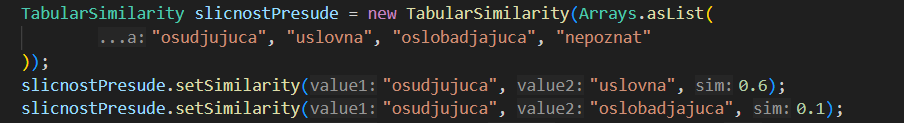 TabularSimilarity slicnostPresude = new TabularSimilarity(Arrays.asList(
...a: "osudjujuca", "uslovna", "oslobadjajuca", "nepoznat"
));
slicnostPresude.setSimilarity(value1: "osudjujuca", value2: "uslovna", sim: 0.6);
slicnostPresude.setSimilarity(value1: "osudjujuca", value2: "oslobadjajuca", sim: 0.1);